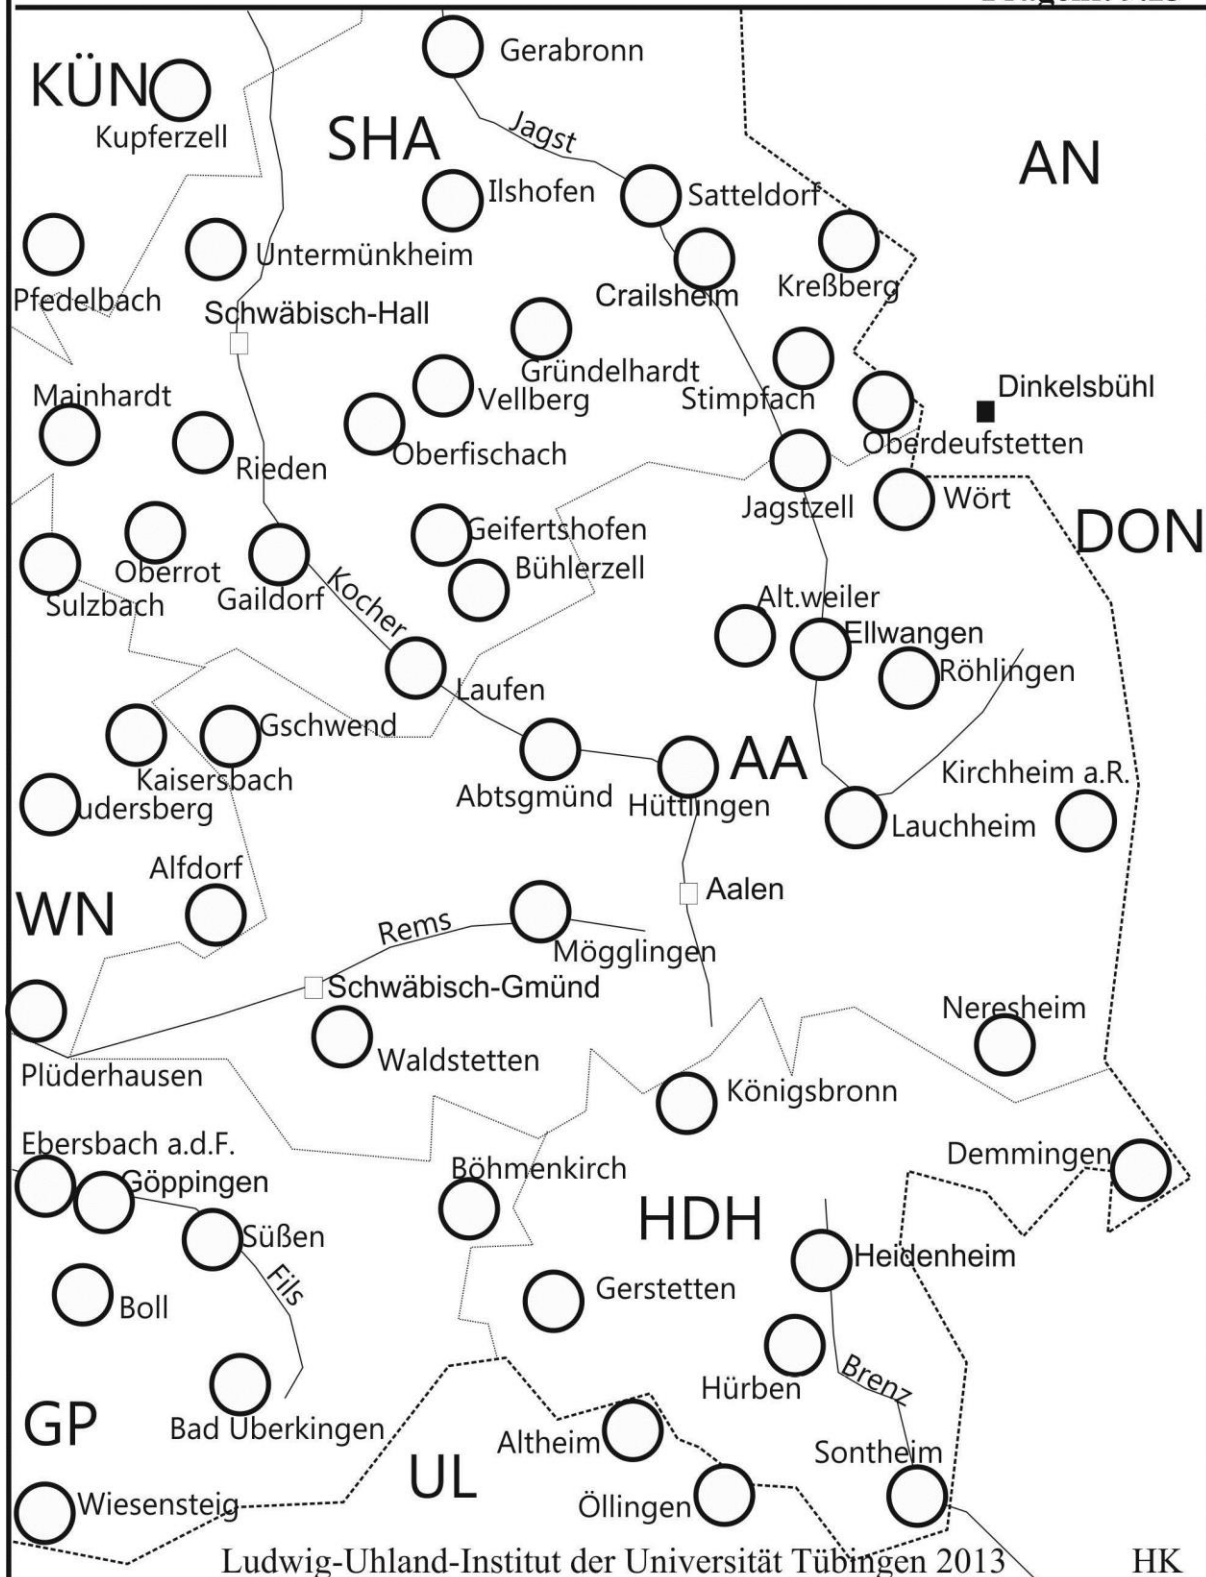 Gerabronn
KÜN
Kupferzell
Jagst
SHA
AN
Ilshofen
Satteldorf
Untermünkheim
Pfedelbach
Crailsheim
Kreßberg
Schwäbisch-Hall
Gründelhardt
Mainhardt
Vellberg
Stimpfach
Dinkelsbühl
Oberdeufstetten
Oberfischach
Rieden
Jagstzell
Wört
DON
Geifertshofen
Bühlerzell
Oberrot
Sulzbach
Gaildorf
Kocher
Alt.weiler
Ellwangen
Röhlingen
Laufen
Gschwend
AA
Kaisersbach
Kirchheim a.R.
Abtsgmünd
Hüttlingen
udersberg
Lauchheim
Alfdorf
Aalen
WN
Rems
Mögglingen
Schwäbisch-Gmünd
Neresheim
Waldstetten
Plüderhausen
Königsbronn
Ebersbach a.d.F.
Demmingen
Böhmenkirch
Göppingen
HDH
Süßen
Heidenheim
Fils
Gerstetten
Boll
Hürben
Brenz
GP
Bad Überkingen
Altheim
Sontheim
UL
Wiesensteig
Öllingen
Ludwig-Uhland-Institut der Universität Tübingen 2013
HK